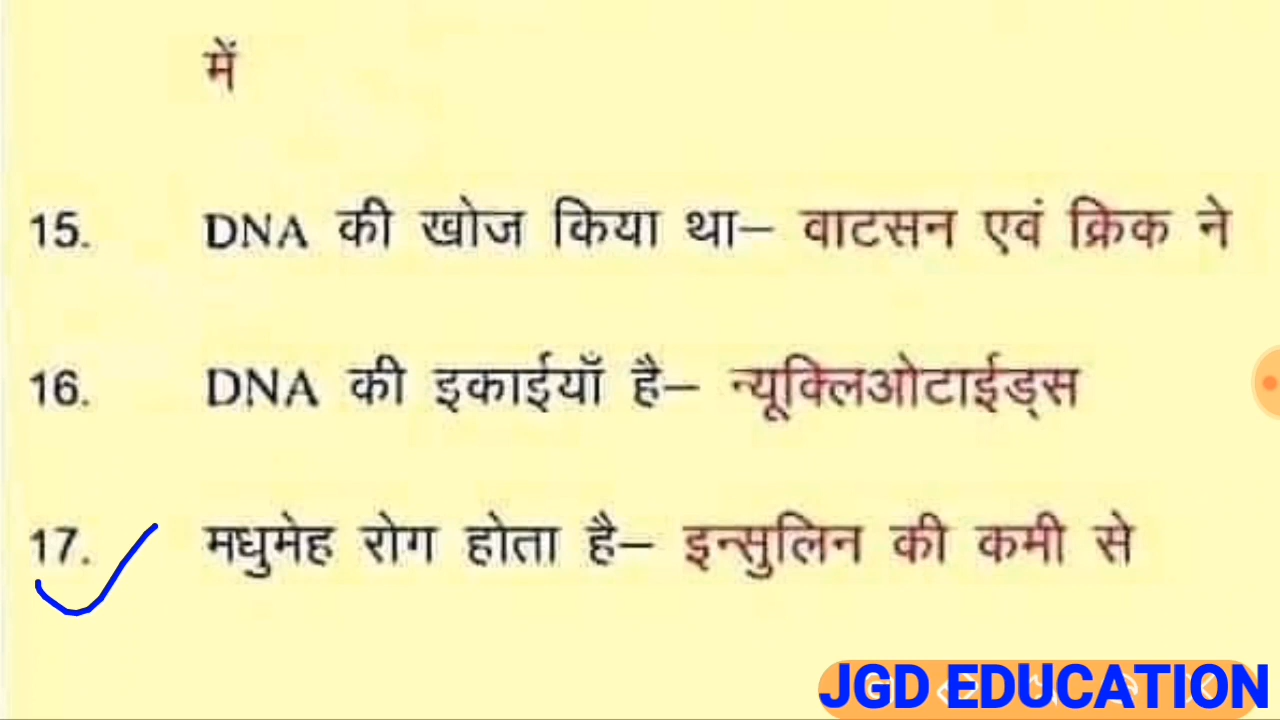 में
15. DNA की खोज किया था– वाटसन एवं क्रिक ने
16. DNA की इकाईयाँ है– न्यूक्लिओटाईड्स
17. मधुमेह रोग होता है– इन्सुलिन की कमी से
JGD EDUCATION